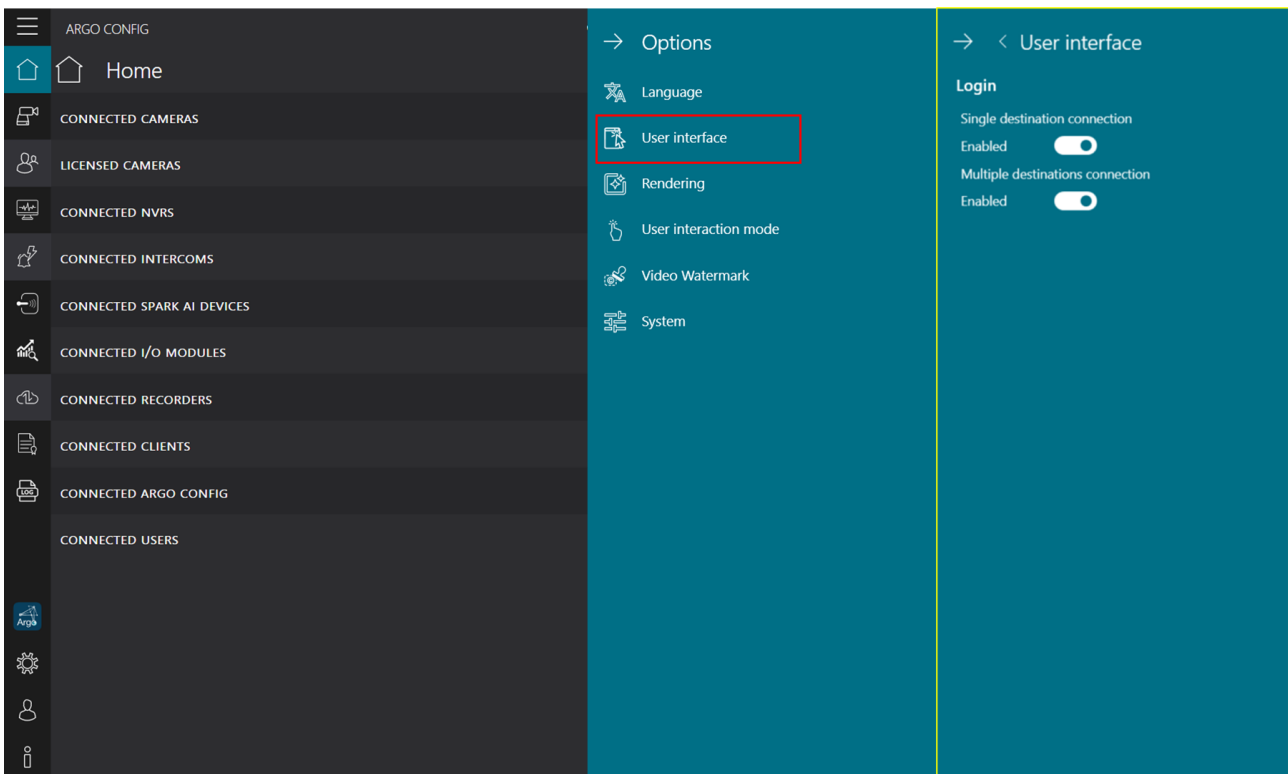 ARGO CONFIG
Home
CONNECTED CAMERAS
LICENSED CAMERAS
CONNECTED NVRS
CONNECTED INTERCOMS
CONNECTED SPARK AI DEVICES
CONNECTED I/O MODULES
CONNECTED RECORDERS
CONNECTED CLIENTS
LOG
CONNECTED ARGO CONFIG
CONNECTED USERS
Argo
Options
Language
User interface
Rendering
User interaction mode
Video Watermark
System
User interface
Login
Single destination connection
Enabled
Multiple destinations connection
Enabled